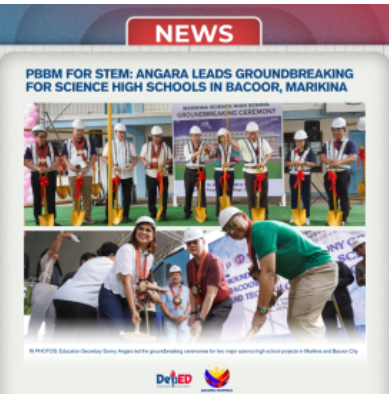 NEWS
PBBM FOR STEM: ANGARA LEADS GROUNDBREAKING
FOR SCIENCE HIGH SCHOOLS IN BACOOR, MARIKINA
MARIKINA SCIENCE HIGH SCHOOL
GROUNDBREAKING CEREMONY
IN PHOTOS: Education Secretary Sonny Angara led the groundbreaking ceremonies for two major science high school projects in Marikina and Bacoor City.
DepED